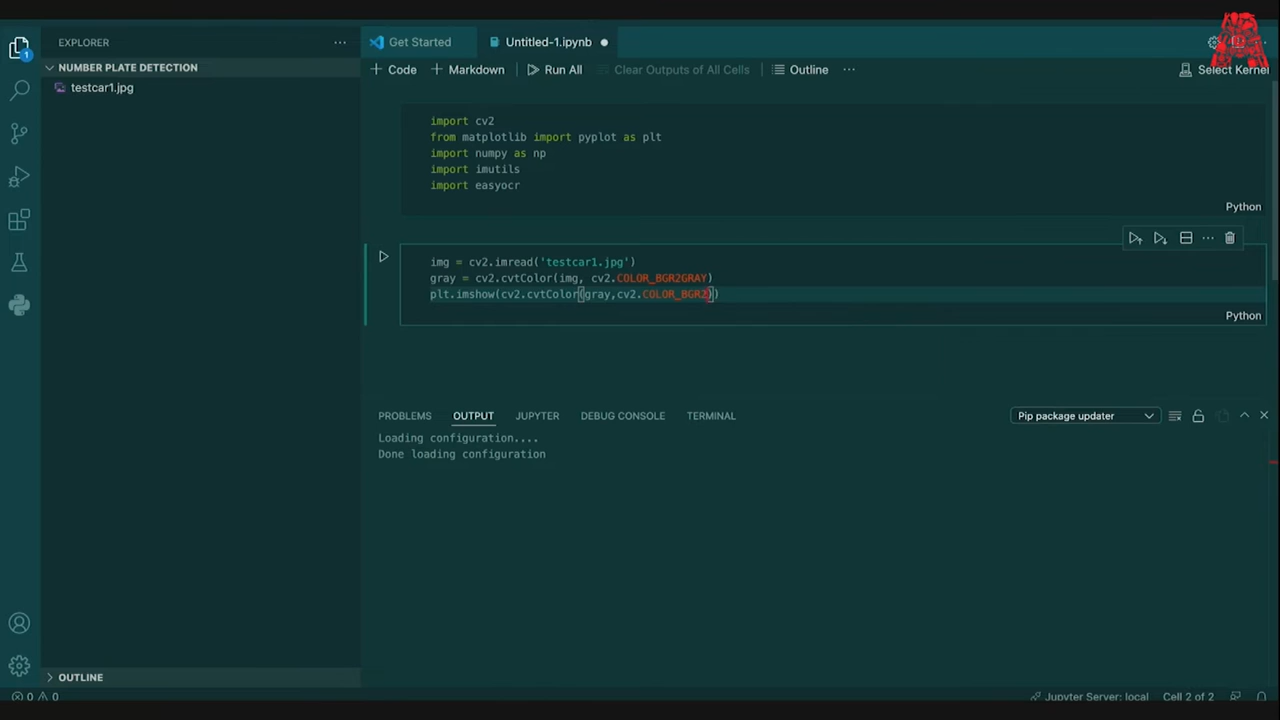 EXPLORER
NUMBER PLATE DETECTION
testcar1.jpg
OUTLINE
Get Started
Untitled-1.ipynb
Code
Markdown
Run All
Clear Outputs of All Cells
Outline
Select Kernel
import cv2
from matplotlib import pyplot as plt
import numpy as np
import imutils
import easyocr
Python
img = cv2.imread('testcar1.jpg')
gray = cv2.cvtColor(img, cv2.COLOR_BGR2GRAY)
plt.imshow(cv2.cvtColor(gray,cv2.COLOR_BGR2))
Python
PROBLEMS
OUTPUT
JUPYTER
DEBUG CONSOLE
TERMINAL
Pip package updater
Loading configuration....
Done loading configuration
1
0 0
Jupyter Server: local
Cell 2 of 2